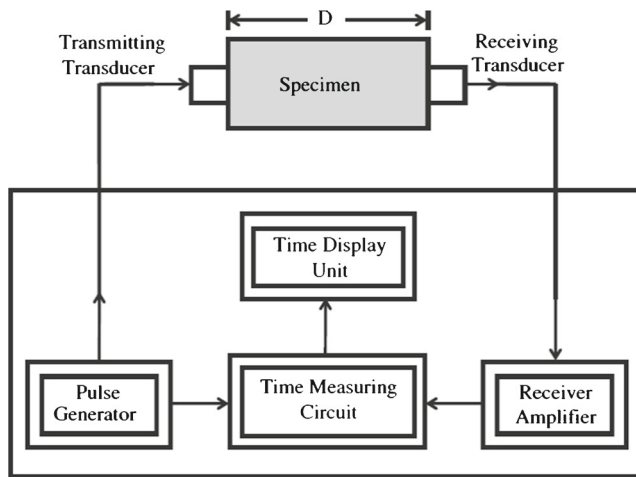 D
Transmitting
Transducer
Receiving
Transducer
Specimen
Time Display
Unit
Pulse
Generator
Time Measuring
Circuit
Receiver
Amplifier